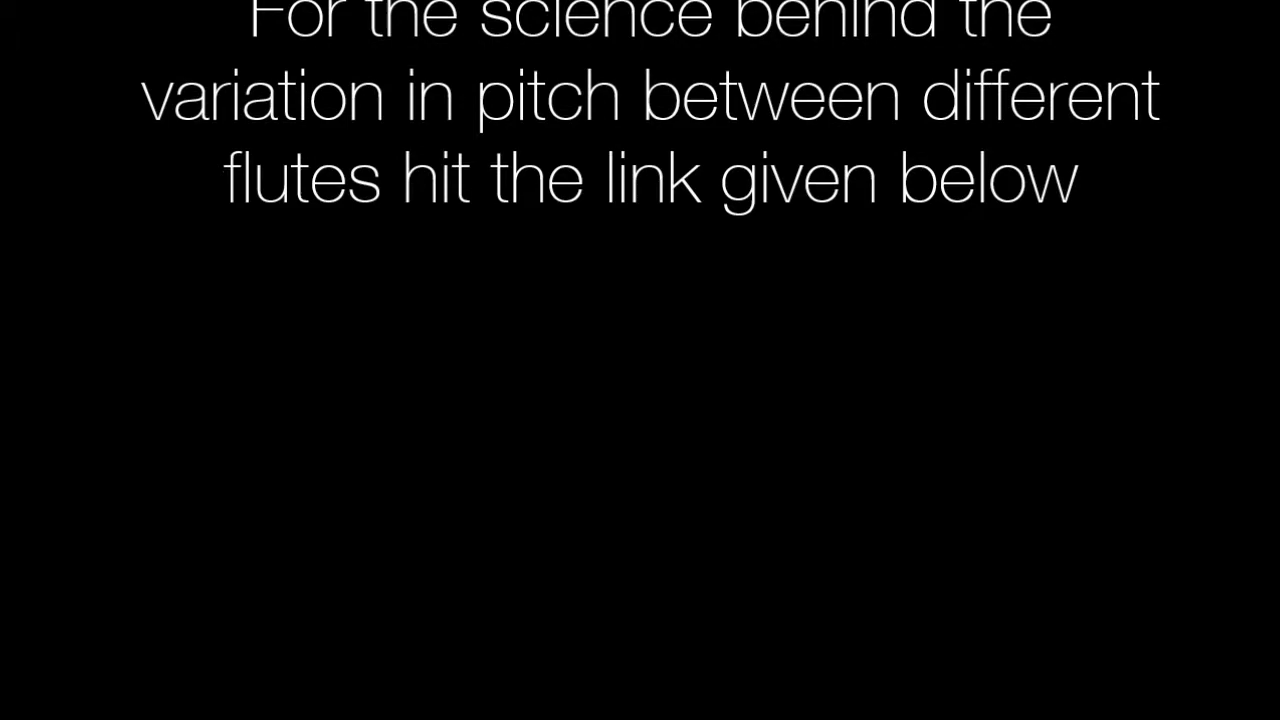 For the science behind the
variation in pitch between different
flutes hit the link given below